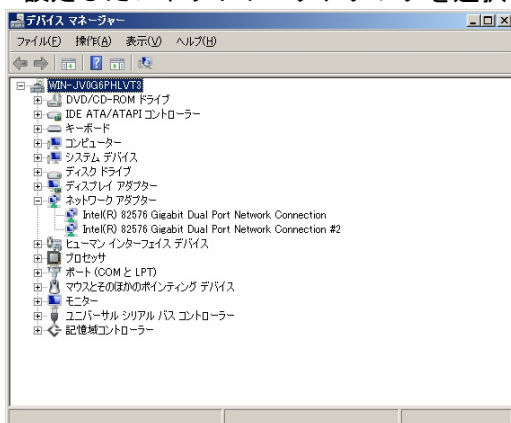 デバイス マネージャー
ファイル(F) 操作(A) 表示(V) ヘルプ(H)
WIN-JV0G6PHLVT8
DVD/CD-ROM ドライブ
IDE ATA/ATAPI コントローラー
キーボード
コンピューター
システム デバイス
ディスク ドライブ
ディスプレイ アダプター
ネットワーク アダプター
Intel(R) 82576 Gigabit Dual Port Network Connection
Intel(R) 82576 Gigabit Dual Port Network Connection #2
ヒューマン インターフェイス デバイス
プロセッサ
ポート (COM と LPT)
マウスとそのほかのポインティング デバイス
モニター
ユニバーサル シリアル バス コントローラー
記憶域コントローラー